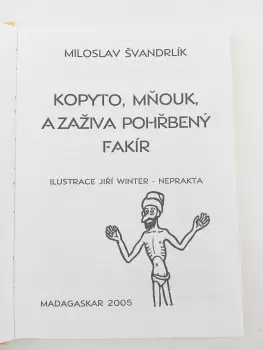 MILOSLAV ŠVANDRLÍK
KOPYTO, MŇOUK,
A ZAŽIVA POHŘBENÝ
FAKÍR
ILUSTRACE JIŘÍ WINTER - NEPRAKTA
MADAGASKAR 2005